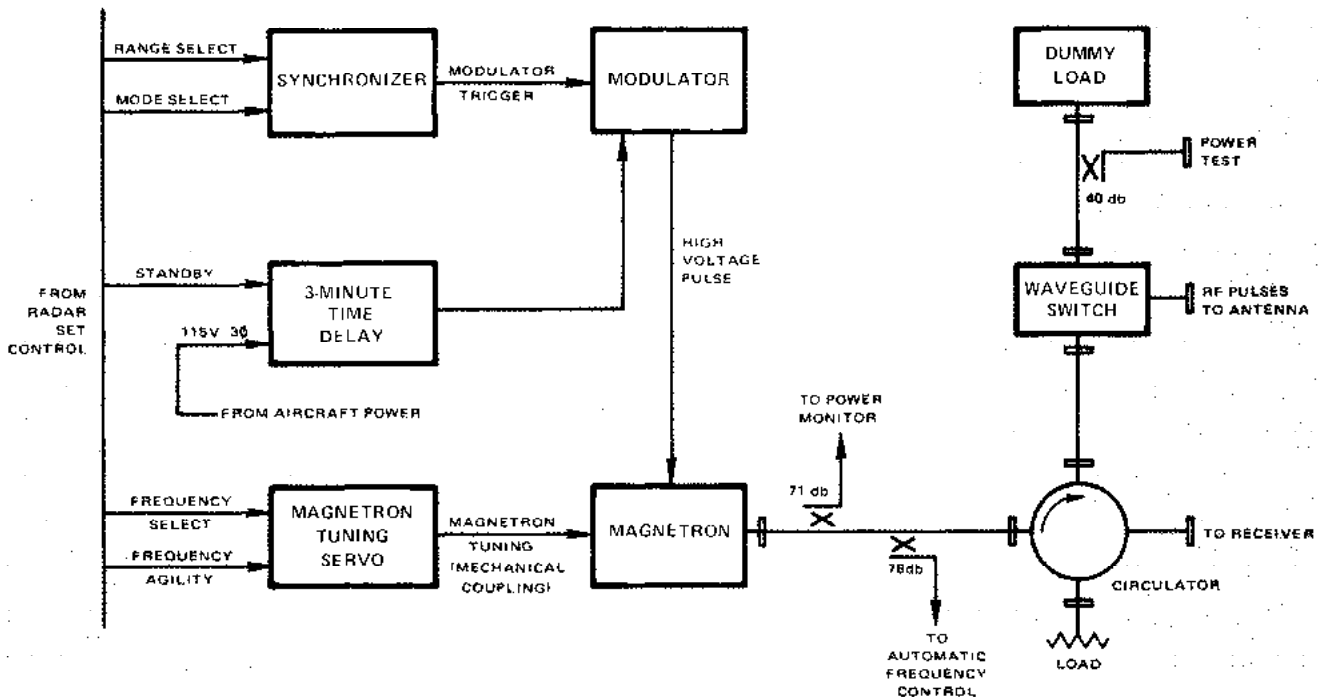 RANGE SELECT
MODE SELECT
SYNCHRONIZER
MODULATOR
TRIGGER
MODULATOR
DUMMY
LOAD
POWER
TEST
40 db
HIGH
VOLTAGE
PULSE
STANDBY
FROM
RADAR
SET
CONTROL
115V 3ϕ
3-MINUTE
TIME
DELAY
FROM AIRCRAFT POWER
WAVEGUIDE
SWITCH
RF PULSES
TO ANTENNA
TO POWER
MONITOR
71 db
FREQUENCY
SELECT
FREQUENCY
AGILITY
MAGNETRON
TUNING
SERVO
MAGNETRON
TUNING
(MECHANICAL
COUPLING)
MAGNETRON
78db
TO
AUTOMATIC
FREQUENCY
CONTROL
TO RECEIVER
CIRCULATOR
LOAD